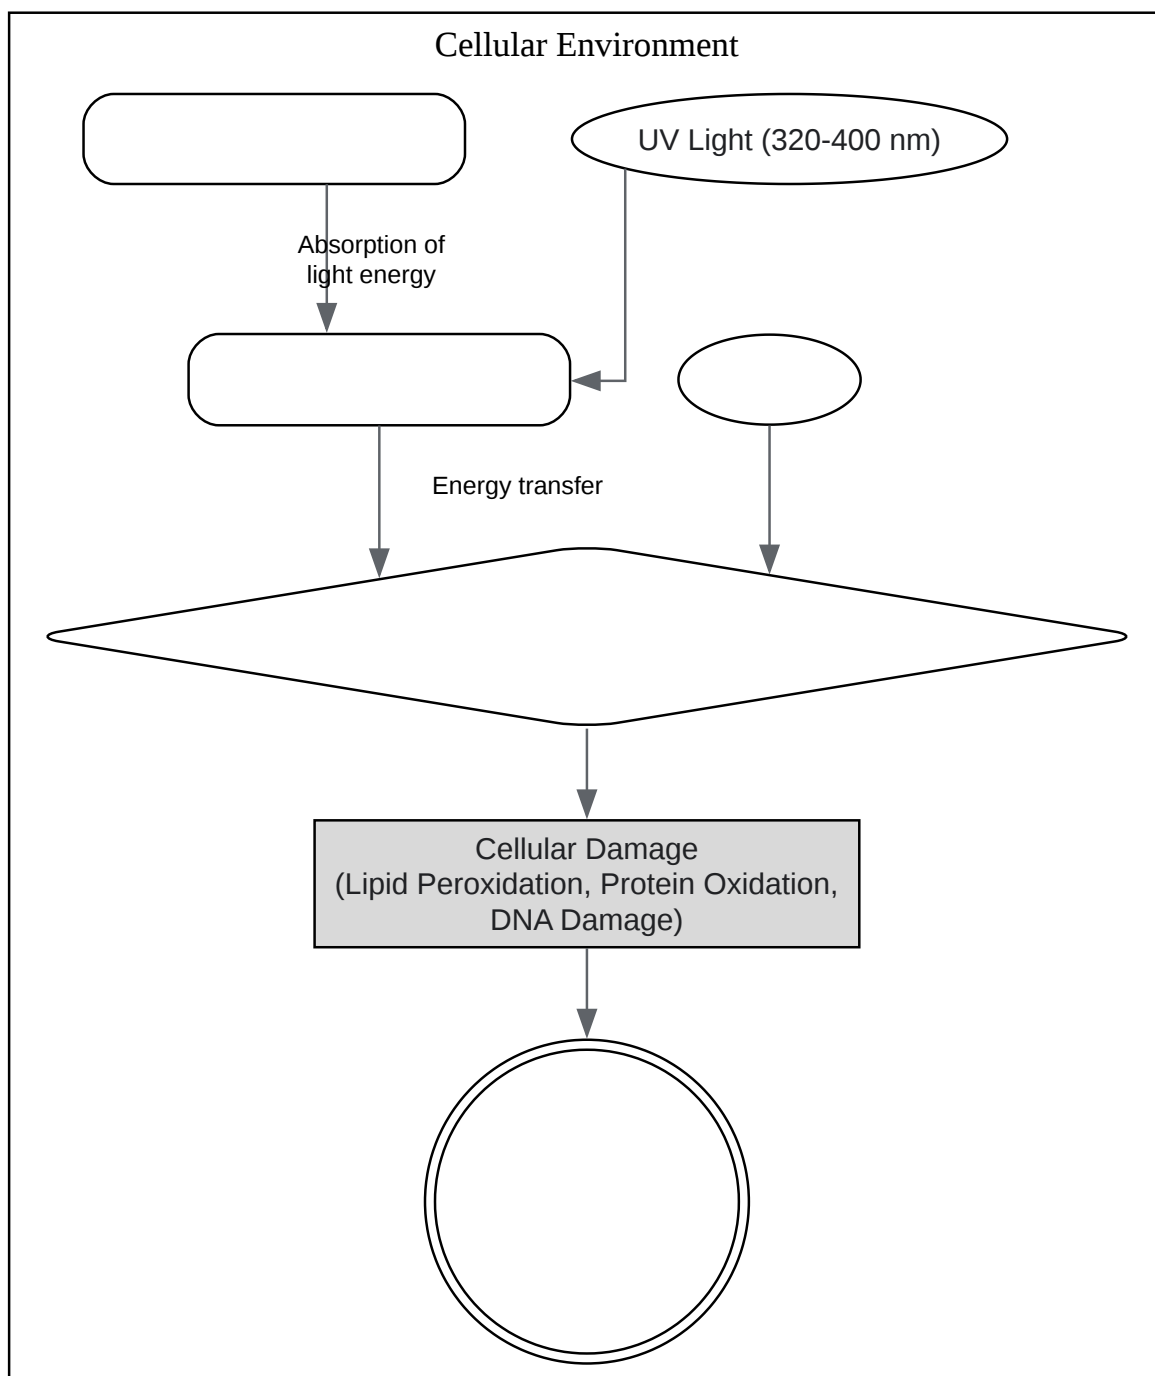 Cellular Environment
UV Light (320-400 nm)
Absorption of
light energy
Energy transfer
Cellular Damage
(Lipid Peroxidation, Protein Oxidation,
DNA Damage)